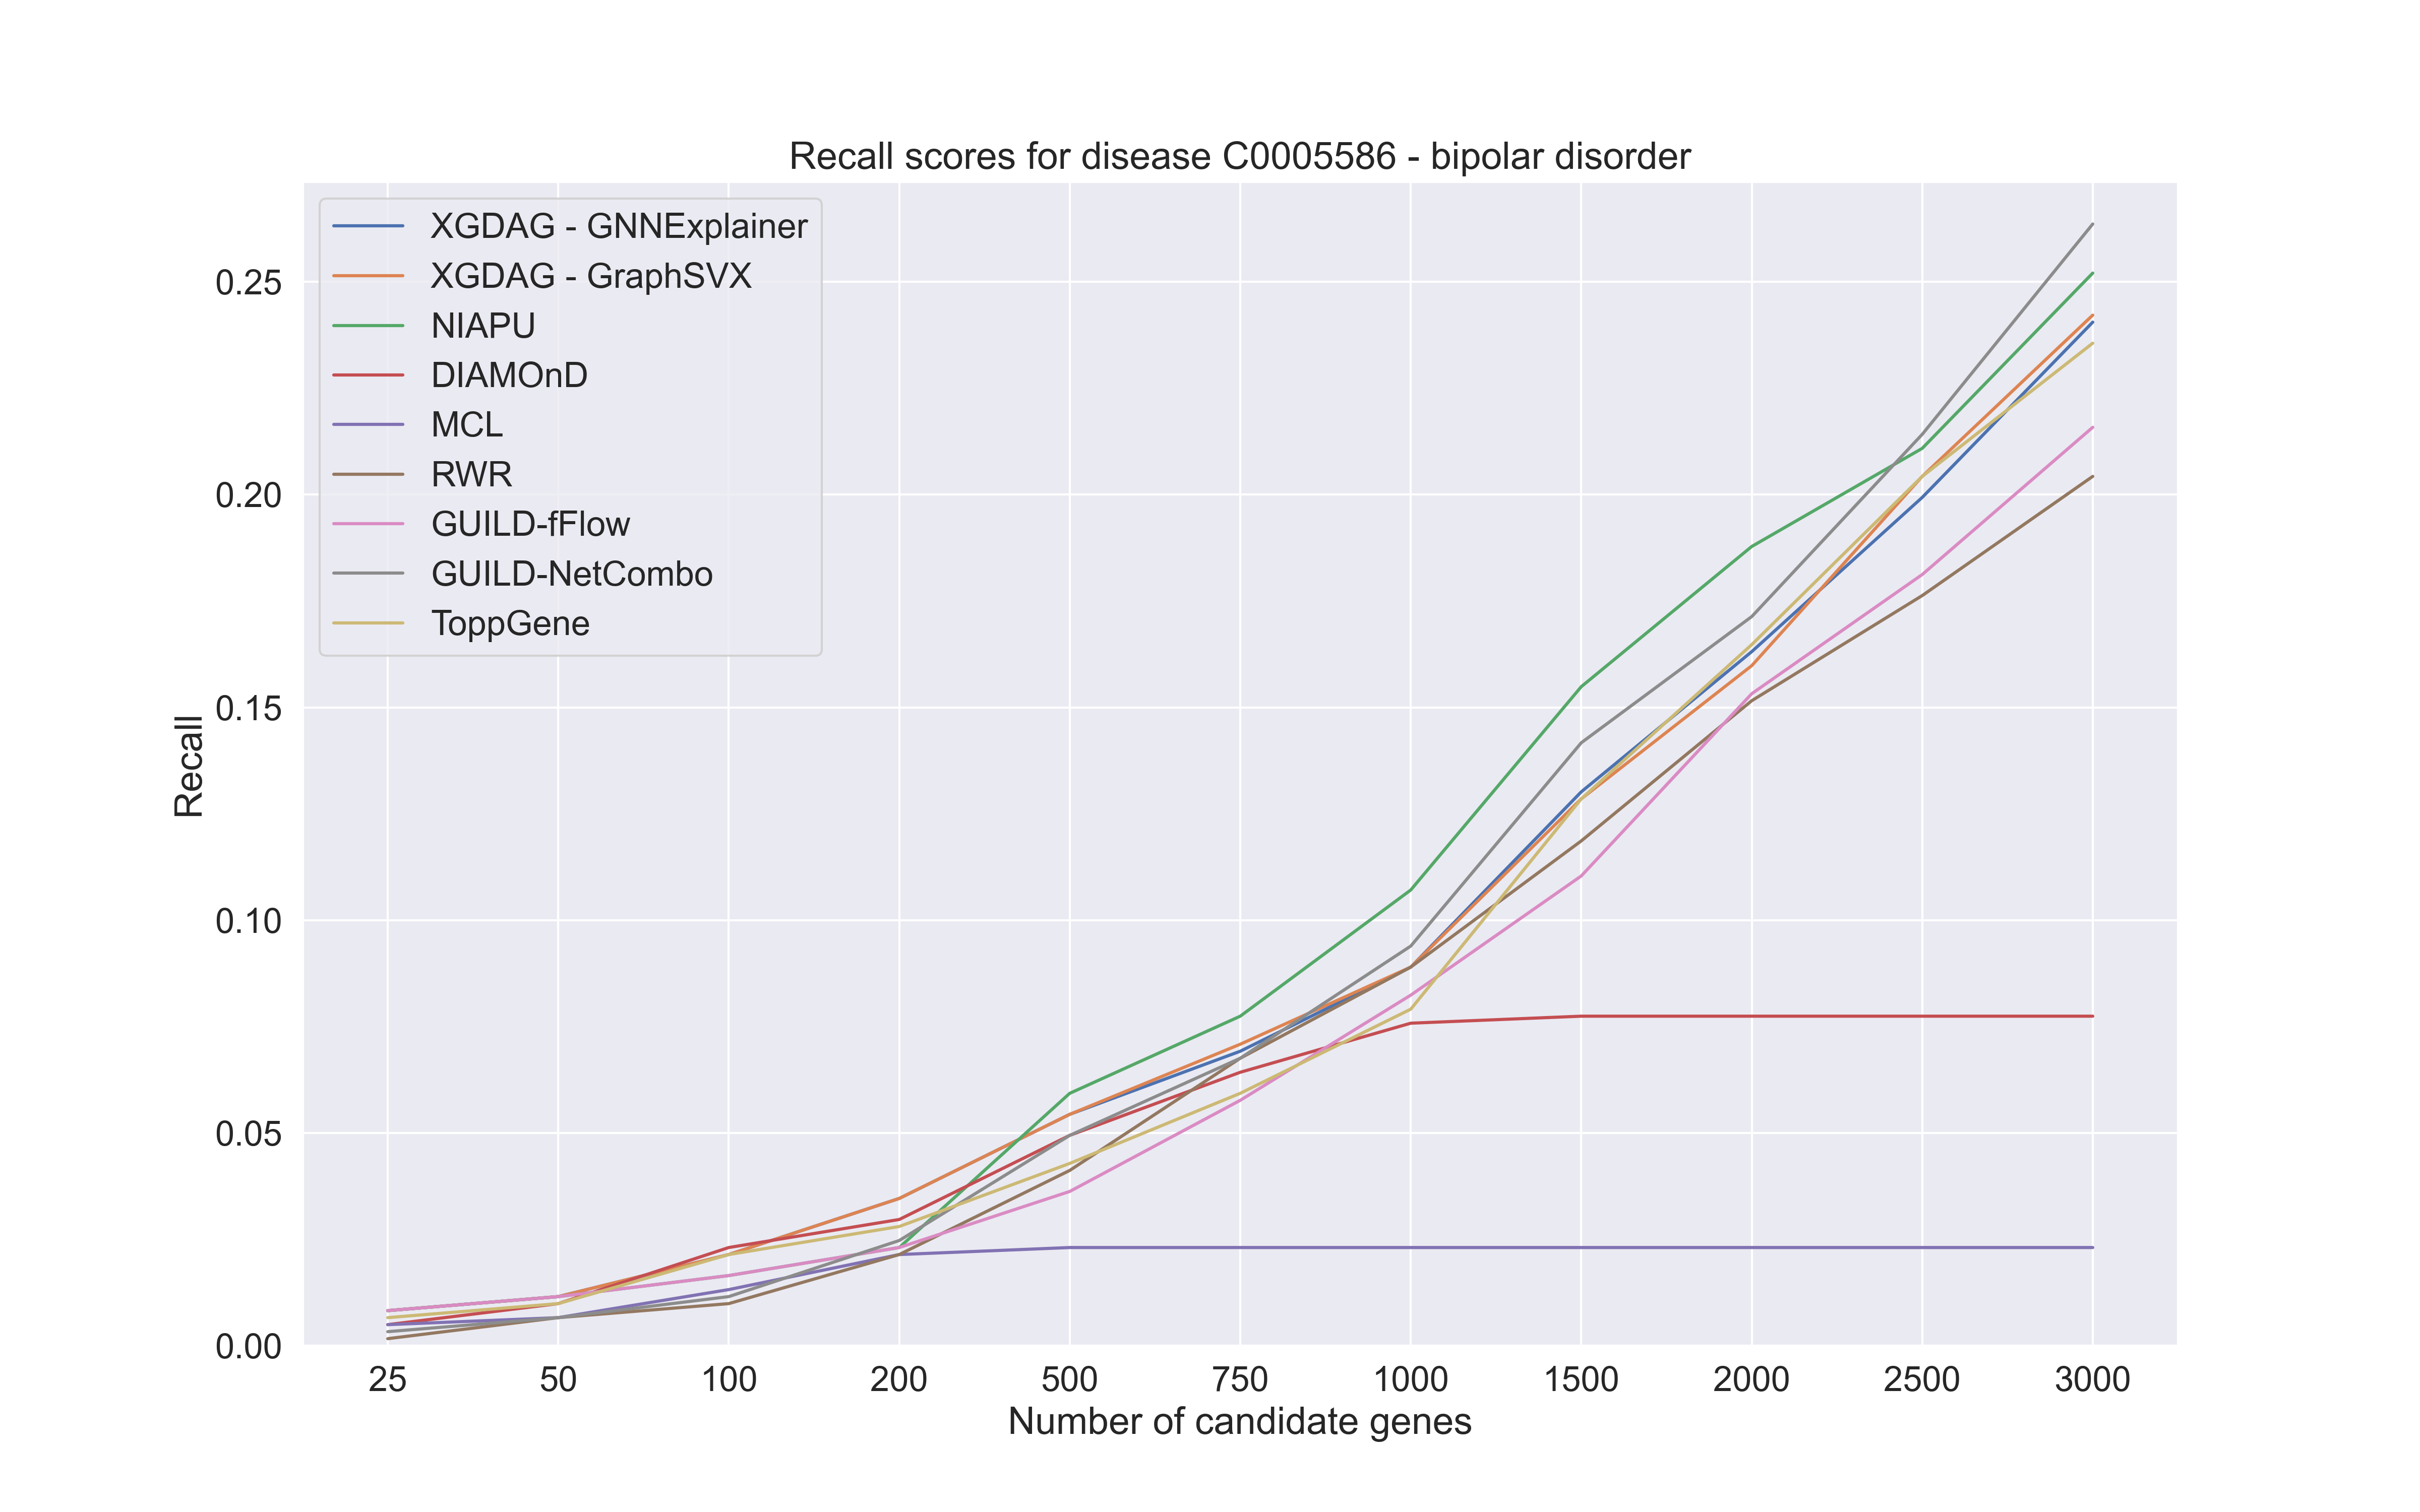 Recall scores for disease C0005586 - bipolar disorder
XGDAG - GNNExplainer
XGDAG - GraphSVX
NIAPU
DIAMOnD
MCL
RWR
GUILD-fFlow
GUILD-NetCombo
ToppGene
Recall
0.25
0.20
0.15
0.10
0.05
0.00
25 50 100 200 500 750 1000 1500 2000 2500 3000
Number of candidate genes